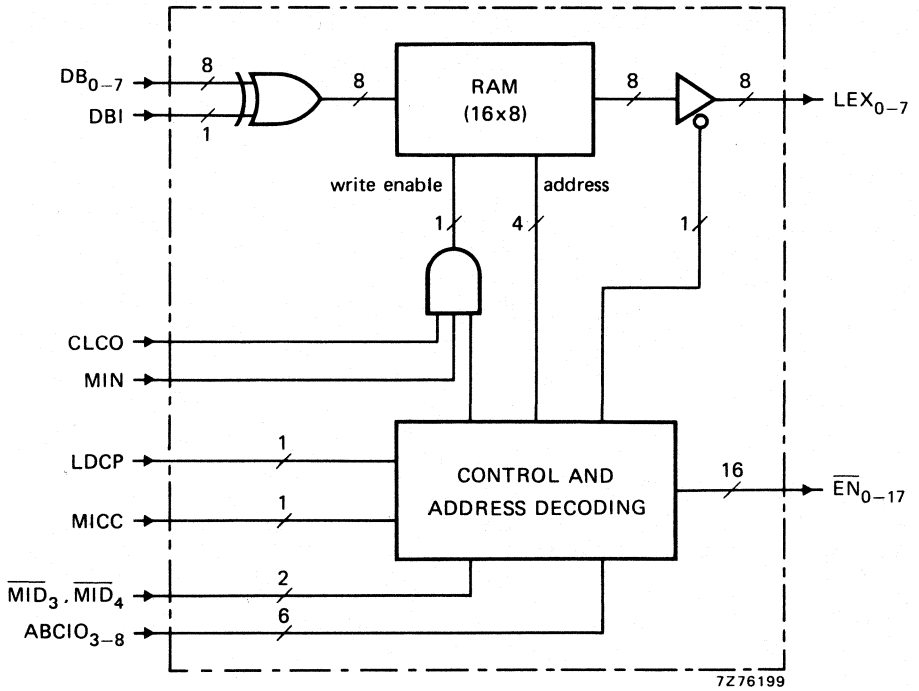 DB0–7
8
8
RAM
(16x8)
8
8
LEX0–7
DBI
1
write enable
address
1
4
1
CLCO
MIN
LDCP
1
CONTROL AND
ADDRESS DECODING
16
EN0–17
MICC
1
MID3, MID4
2
ABCIO3–8
6
7Z76199